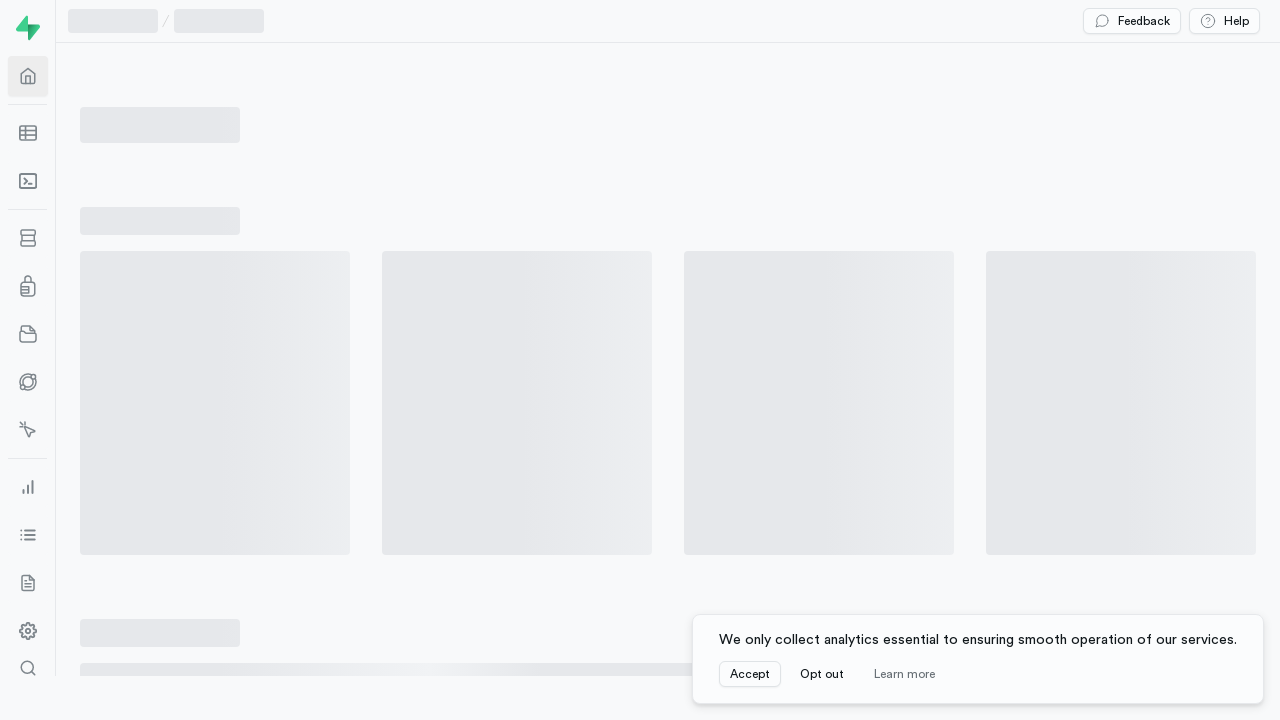 Feedback
Help
We only collect analytics essential to ensuring smooth operation of our services.
Accept
Opt out
Learn more